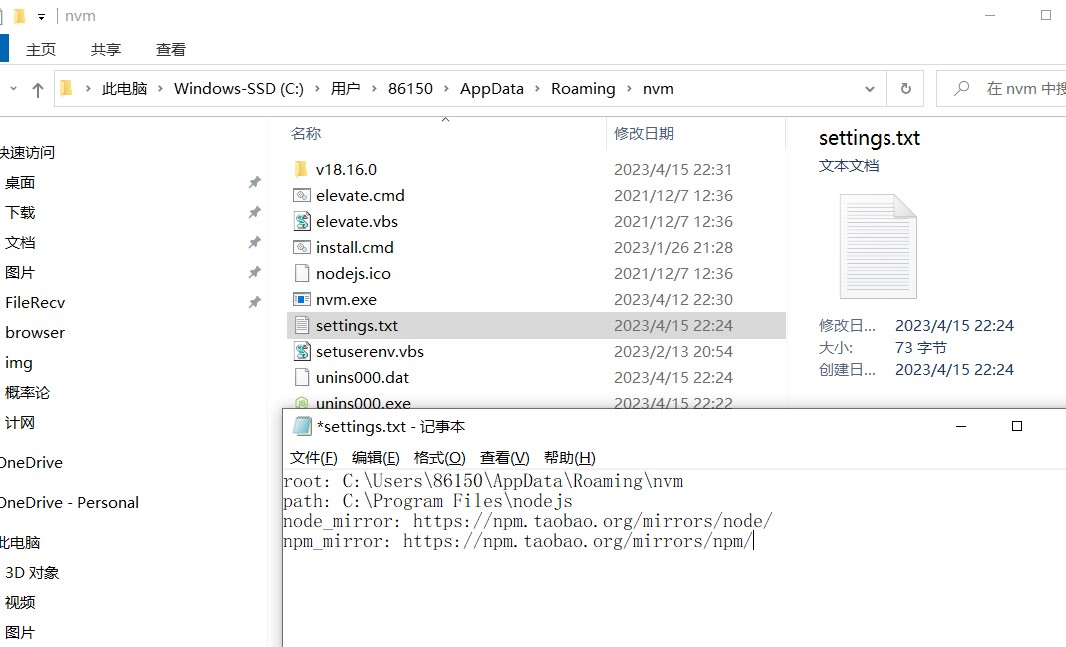 nvm
主页 共享 查看
此电脑 › Windows-SSD (C:) › 用户 › 86150 › AppData › Roaming › nvm
在 nvm 中搜
快速访问
桌面
下载
文档
图片
FileRecv
browser
img
概率论
计网
OneDrive
OneDrive - Personal
此电脑
3D 对象
视频
图片
名称 修改日期
v18.16.0 2023/4/15 22:31
elevate.cmd 2021/12/7 12:36
elevate.vbs 2021/12/7 12:36
install.cmd 2023/1/26 21:28
nodejs.ico 2021/12/7 12:36
nvm.exe 2023/4/12 22:30
settings.txt 2023/4/15 22:24
setuserenv.vbs 2023/2/13 20:54
unins000.dat 2023/4/15 22:24
unins000.exe 2023/4/15 22:22
settings.txt
文本文档
修改日... 2023/4/15 22:24
大小: 73 字节
创建日... 2023/4/15 22:24
*settings.txt - 记事本
文件(F) 编辑(E) 格式(O) 查看(V) 帮助(H)
root: C:\Users\86150\AppData\Roaming\nvm
path: C:\Program Files\nodejs
node_mirror: https://npm.taobao.org/mirrors/node/
npm_mirror: https://npm.taobao.org/mirrors/npm/